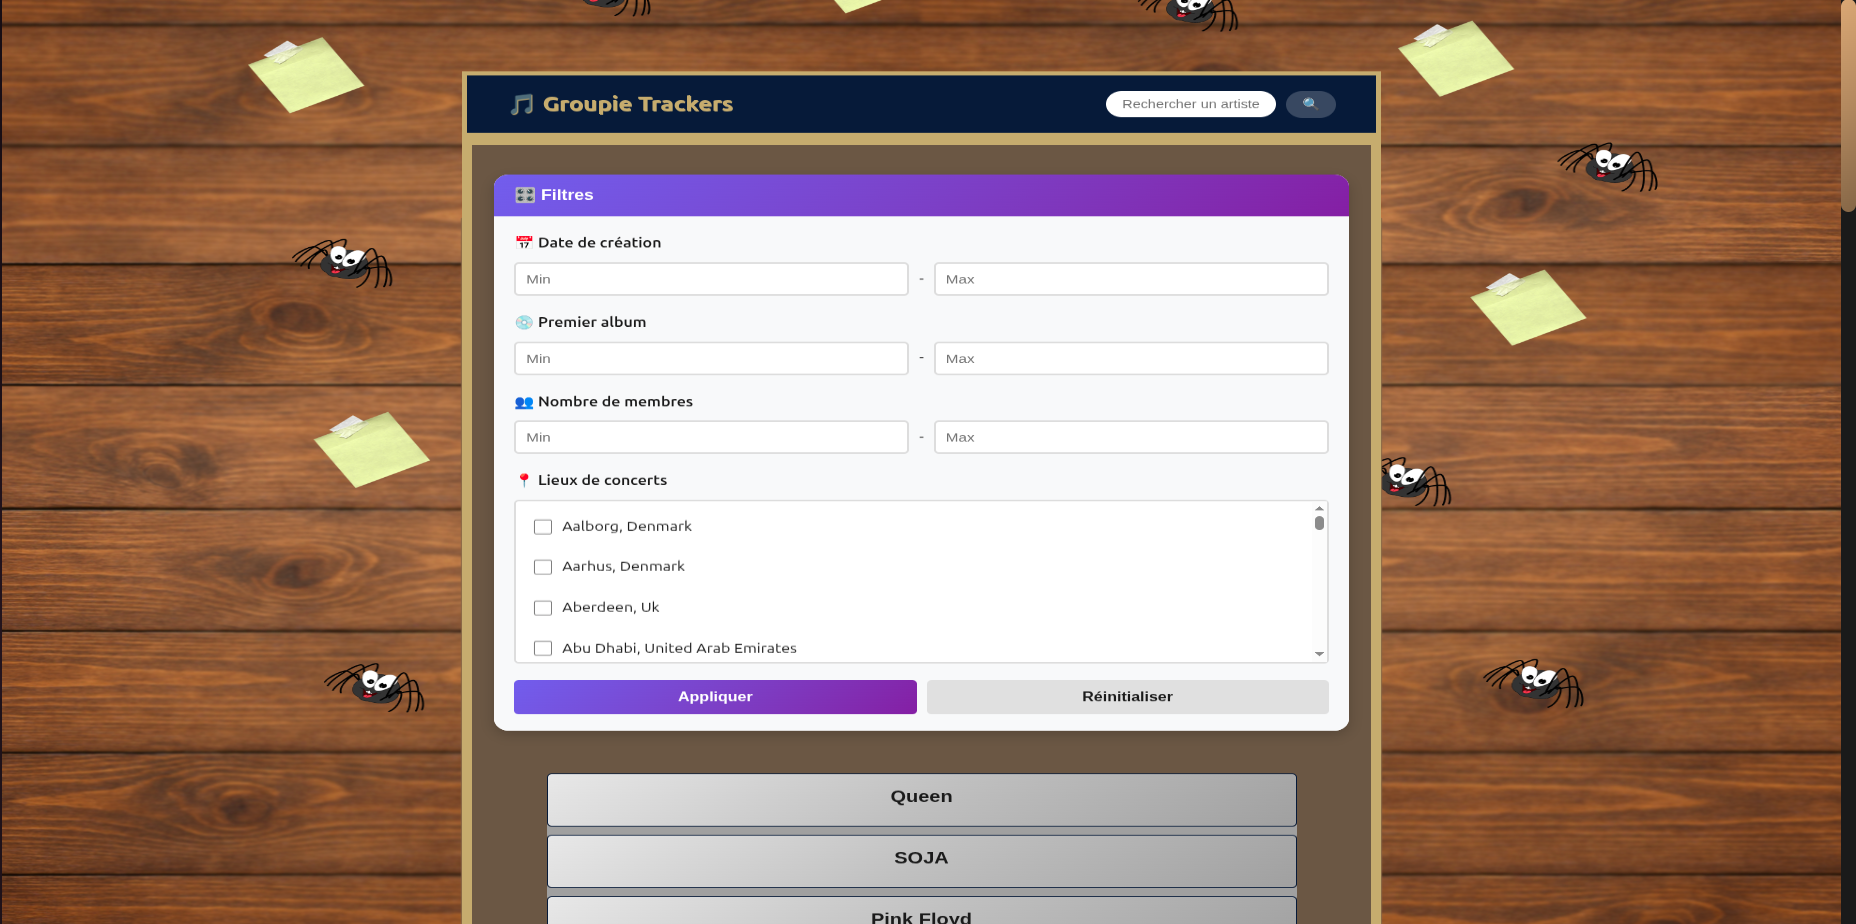 Groupie Trackers
Rechercher un artiste
Filtres
Date de création
Min - Max
Premier album
Min - Max
Nombre de membres
Min - Max
Lieux de concerts
Aalborg, Denmark
Aarhus, Denmark
Aberdeen, Uk
Abu Dhabi, United Arab Emirates
Appliquer Réinitialiser
Queen
SOJA
Pink Floyd